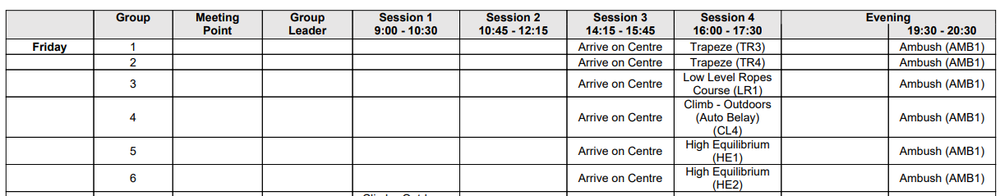 Group Meeting Point Group Leader Session 1 9:00 - 10:30 Session 2 10:45 - 12:15 Session 3 14:15 - 15:45 Session 4 16:00 - 17:30 Evening 19:30 - 20:30
Friday 1 Arrive on Centre Trapeze (TR3) Ambush (AMB1)
2 Arrive on Centre Trapeze (TR4) Ambush (AMB1)
3 Arrive on Centre Low Level Ropes Course (LR1) Ambush (AMB1)
4 Arrive on Centre Climb - Outdoors (Auto Belay) (CL4) Ambush (AMB1)
5 Arrive on Centre High Equilibrium (HE1) Ambush (AMB1)
6 Arrive on Centre High Equilibrium (HE2) Ambush (AMB1)